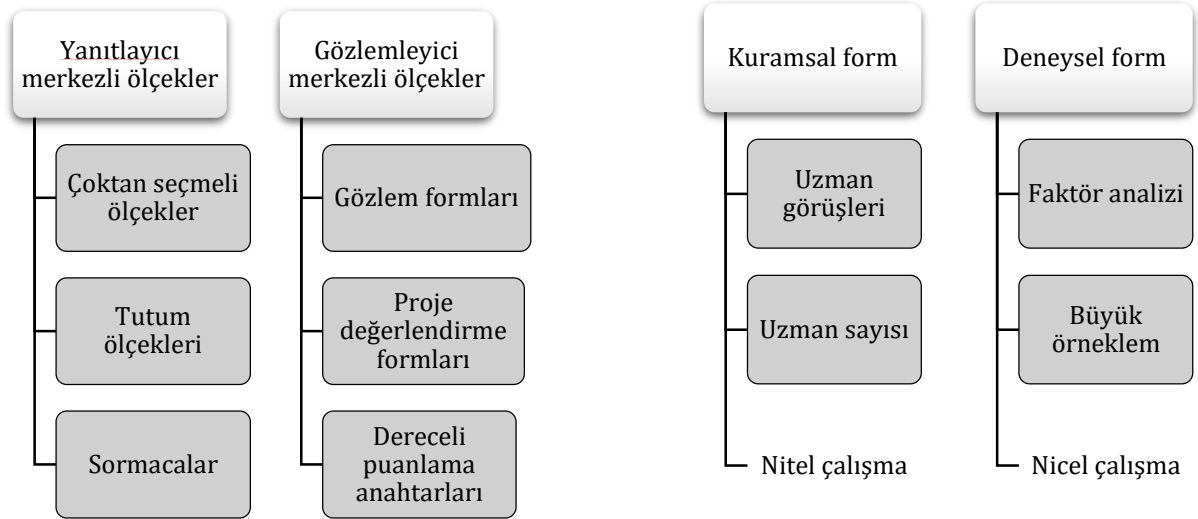 Yanıtlayıcı
merkezli ölçekler
Çoktan seçmeli
ölçekler
Tutum
ölçekleri
Sormacalar
Gözlemleyici
merkezli ölçekler
Gözlem formları
Proje
değerlendirme
formları
Dereceli
puanlama
anahtarları
Kuramsal form
Uzman
görüşleri
Uzman sayısı
Nitel çalışma
Deneysel form
Faktör analizi
Büyük
örneklem
Nicel çalışma